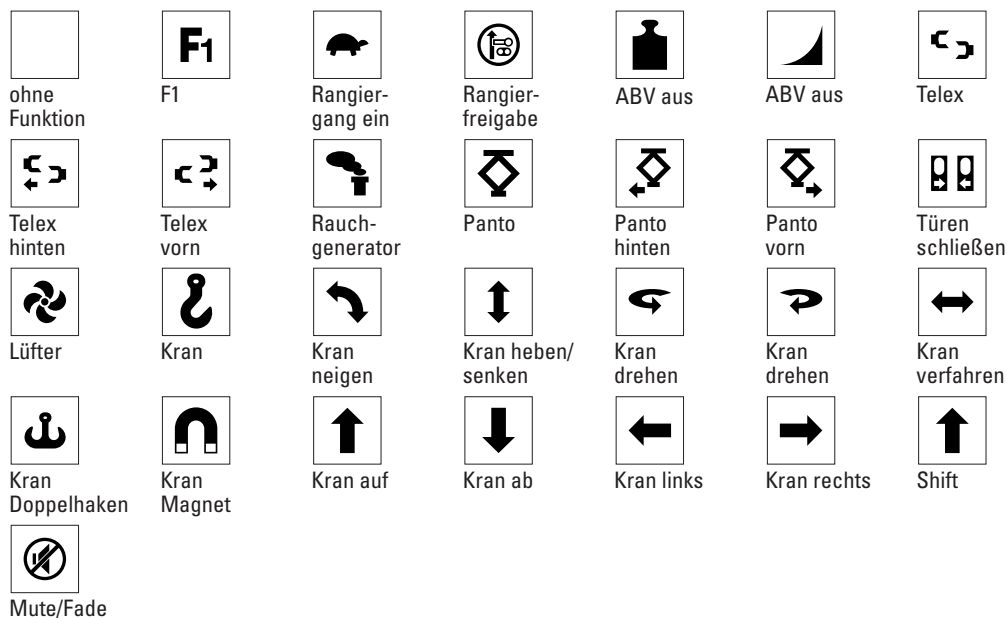 F1
ohne
Funktion
F1
Rangier-
gang ein
Rangier-
freigabe
ABV aus
ABV aus
Telex
Telex
hinten
Telex
vorn
Rauch-
generator
Panto
Panto
hinten
Panto
vorn
Türen
schließen
Lüfter
Kran
Kran
neigen
Kran heben/
senken
Kran
drehen
Kran
drehen
Kran
verfahren
Kran
Doppelhaken
Kran
Magnet
Kran auf
Kran ab
Kran links
Kran rechts
Shift
Mute/Fade